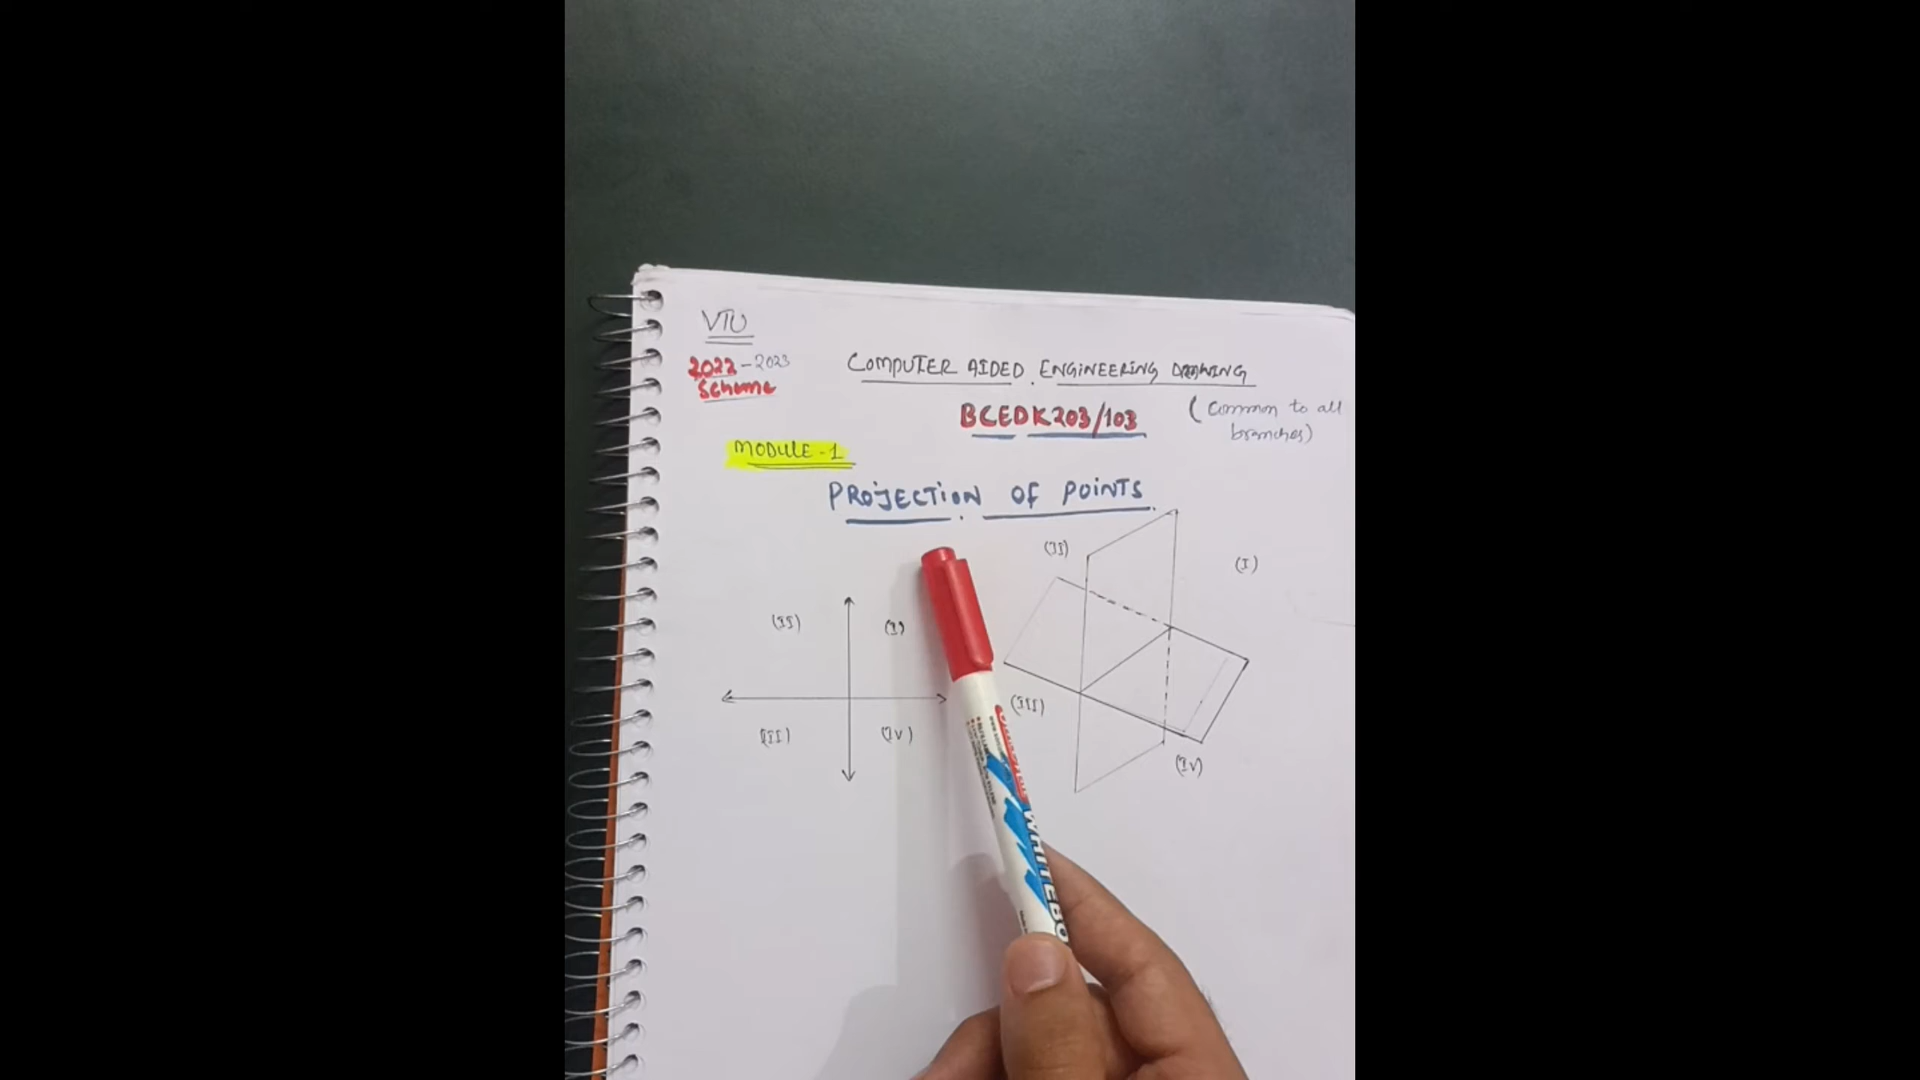 VTU
2022-2023
Scheme
COMPUTER AIDED ENGINEERING DRAWING
BCEDK203/103
(Common to all
branches)
MODULE-1
PROJECTION OF POINTS.
(II)
(I)
(II)
(I)
(III)
(III)
(IV)
(IV)
WHITEBO